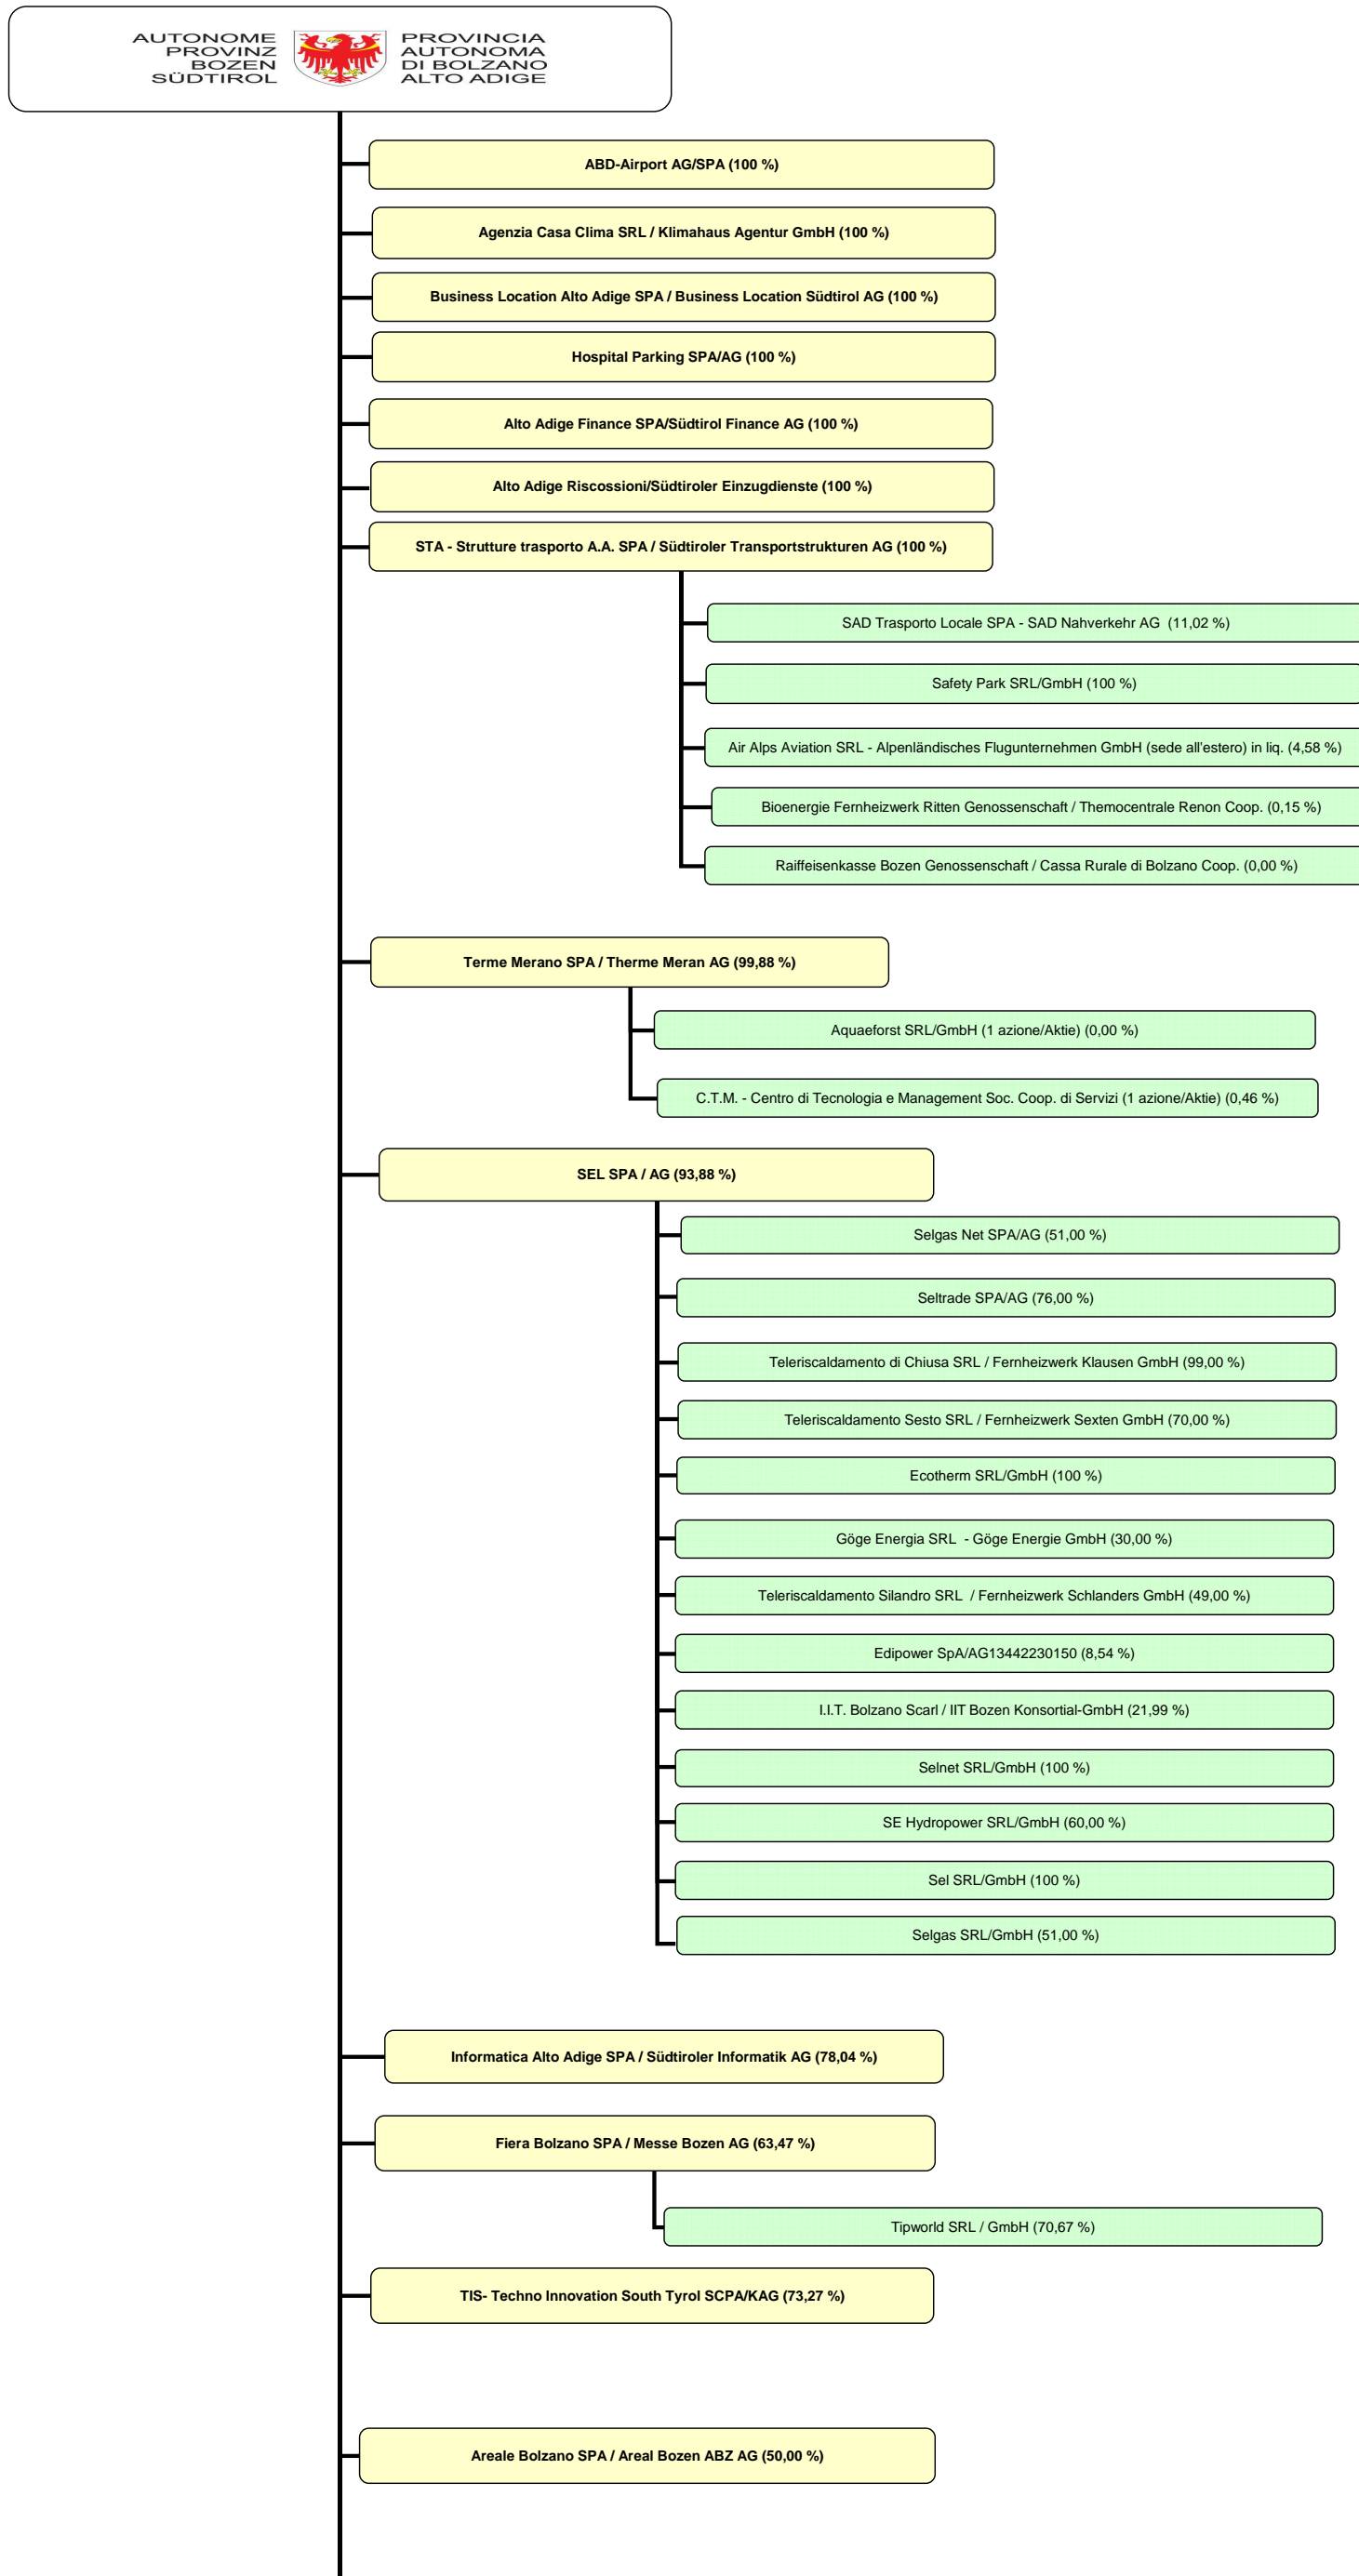 AUTONOME
PROVINZ
BOZEN
SÜDTIROL
PROVINCIA
AUTONOMA
DI BOLZANO
ALTO ADIGE
ABD-Airport AG/SPA (100 %)
Agenzia Casa Clima SRL / Klimahaus Agentur GmbH (100 %)
Business Location Alto Adige SPA / Business Location Südtirol AG (100 %)
Hospital Parking SPA/AG (100 %)
Alto Adige Finance SPA/Südtirol Finance AG (100 %)
Alto Adige Riscossioni/Südtiroler Einzugdienste (100 %)
STA - Strutture trasporto A.A. SPA / Südtiroler Transportstrukturen AG (100 %)
SAD Trasporto Locale SPA - SAD Nahverkehr AG (11,02 %)
Safety Park SRL/GmbH (100 %)
Air Alps Aviation SRL - Alpenländisches Flugunternehmen GmbH (sede all'estero) in liq. (4,58 %)
Bioenergie Fernheizwerk Ritten Genossenschaft / Themocentrale Renon Coop. (0,15 %)
Raiffeisenkasse Bozen Genossenschaft / Cassa Rurale di Bolzano Coop. (0,00 %)
Terme Merano SPA / Therme Meran AG (99,88 %)
Aquaeforst SRL/GmbH (1 azione/Aktie) (0,00 %)
C.T.M. - Centro di Tecnologia e Management Soc. Coop. di Servizi (1 azione/Aktie) (0,46 %)
SEL SPA / AG (93,88 %)
Selgas Net SPA/AG (51,00 %)
Seltrade SPA/AG (76,00 %)
Teleriscaldamento di Chiusa SRL / Fernheizwerk Klausen GmbH (99,00 %)
Teleriscaldamento Sesto SRL / Fernheizwerk Sexten GmbH (70,00 %)
Ecotherm SRL/GmbH (100 %)
Göge Energia SRL - Göge Energie GmbH (30,00 %)
Teleriscaldamento Silandro SRL / Fernheizwerk Schlanders GmbH (49,00 %)
Edipower SpA/AG13442230150 (8,54 %)
I.I.T. Bolzano Scarl / IIT Bozen Konsortial-GmbH (21,99 %)
Selnet SRL/GmbH (100 %)
SE Hydropower SRL/GmbH (60,00 %)
Sel SRL/GmbH (100 %)
Selgas SRL/GmbH (51,00 %)
Informatica Alto Adige SPA / Südtiroler Informatik AG (78,04 %)
Fiera Bolzano SPA / Messe Bozen AG (63,47 %)
Tipworld SRL / GmbH (70,67 %)
TIS- Techno Innovation South Tyrol SCPA/KAG (73,27 %)
Areale Bolzano SPA / Areal Bozen ABZ AG (50,00 %)